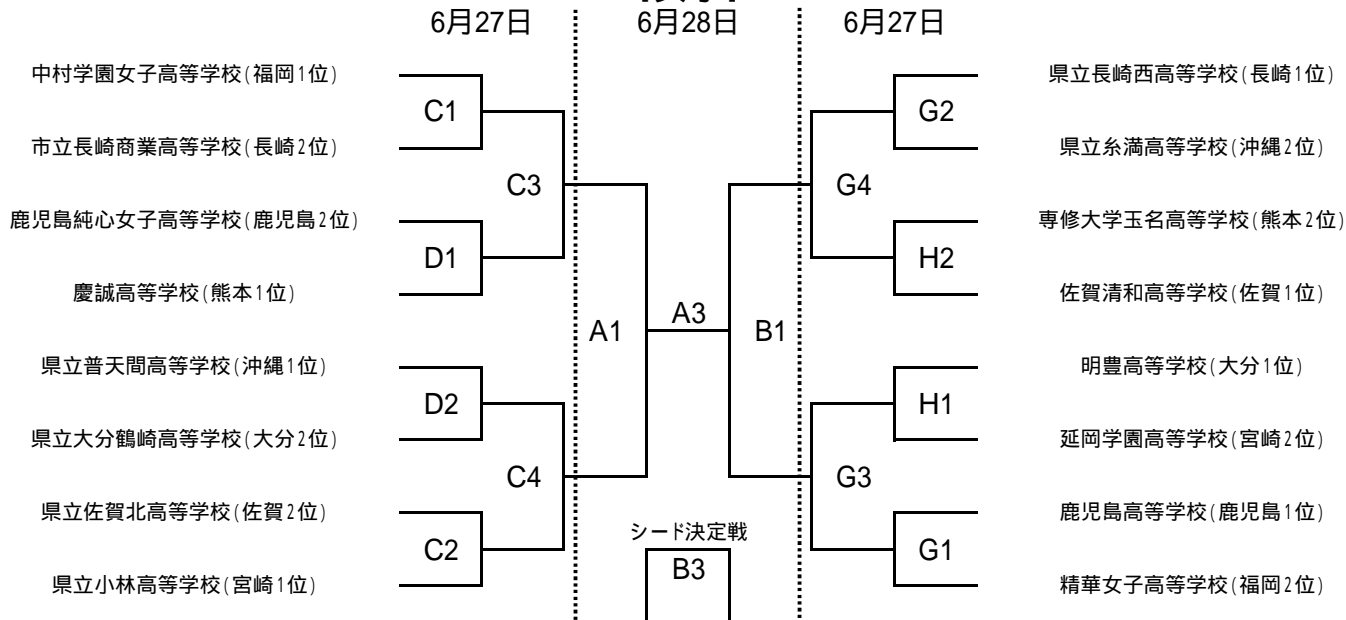 6月27日 6月28日 6月27日
中村学園女子高等学校(福岡1位)
市立長崎商業高等学校(長崎2位)
鹿児島純心女子高等学校(鹿児島2位)
慶誠高等学校(熊本1位)
県立普天間高等学校(沖縄1位)
県立大分鶴崎高等学校(大分2位)
県立佐賀北高等学校(佐賀2位)
県立小林高等学校(宮崎1位)
C1
C3
D1
A1
D2
C4
C2
A3
シード決定戦
B3
B1
G2
G4
H2
H1
G3
G1
県立長崎西高等学校(長崎1位)
県立糸満高等学校(沖縄2位)
専修大学玉名高等学校(熊本2位)
佐賀清和高等学校(佐賀1位)
明豊高等学校(大分1位)
延岡学園高等学校(宮崎2位)
鹿児島高等学校(鹿児島1位)
精華女子高等学校(福岡2位)